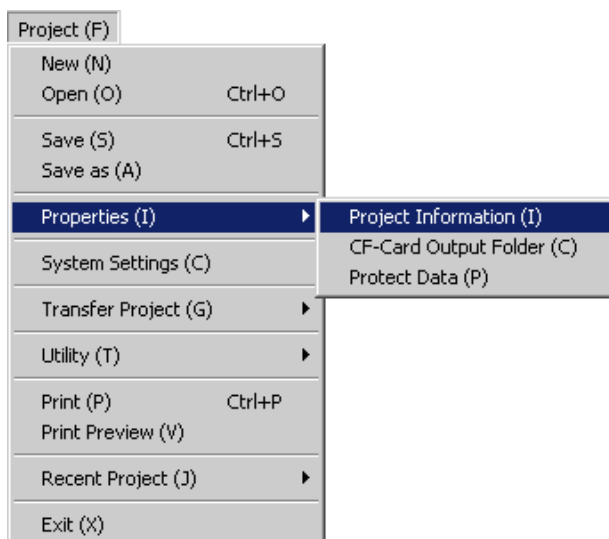 Project (F)
New (N)
Open (O) Ctrl+O
Save (S) Ctrl+S
Save as (A)
Properties (I)
Project Information (I)
CF-Card Output Folder (C)
Protect Data (P)
System Settings (C)
Transfer Project (G)
Utility (T)
Print (P) Ctrl+P
Print Preview (V)
Recent Project (J)
Exit (X)